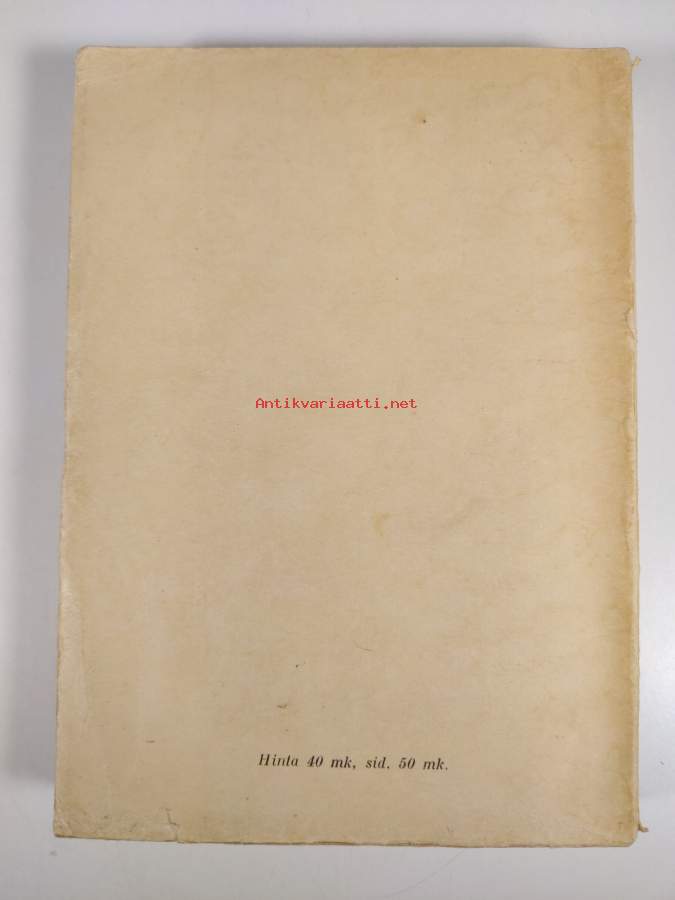 Antikvariaatti.net
Hinta 40 mk, sid. 50 mk.